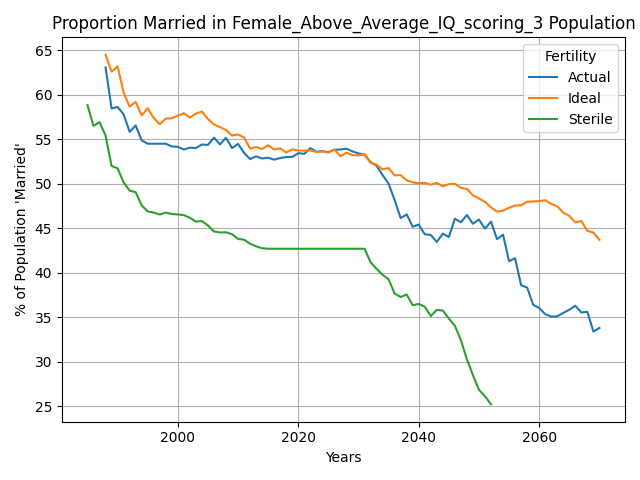 Proportion Married in Female_Above_Average_IQ_scoring_3 Population
Fertility
Actual
Ideal
Sterile
% of Population 'Married'
65
60
55
50
45
40
35
30
25
2000
2020
2040
2060
Years